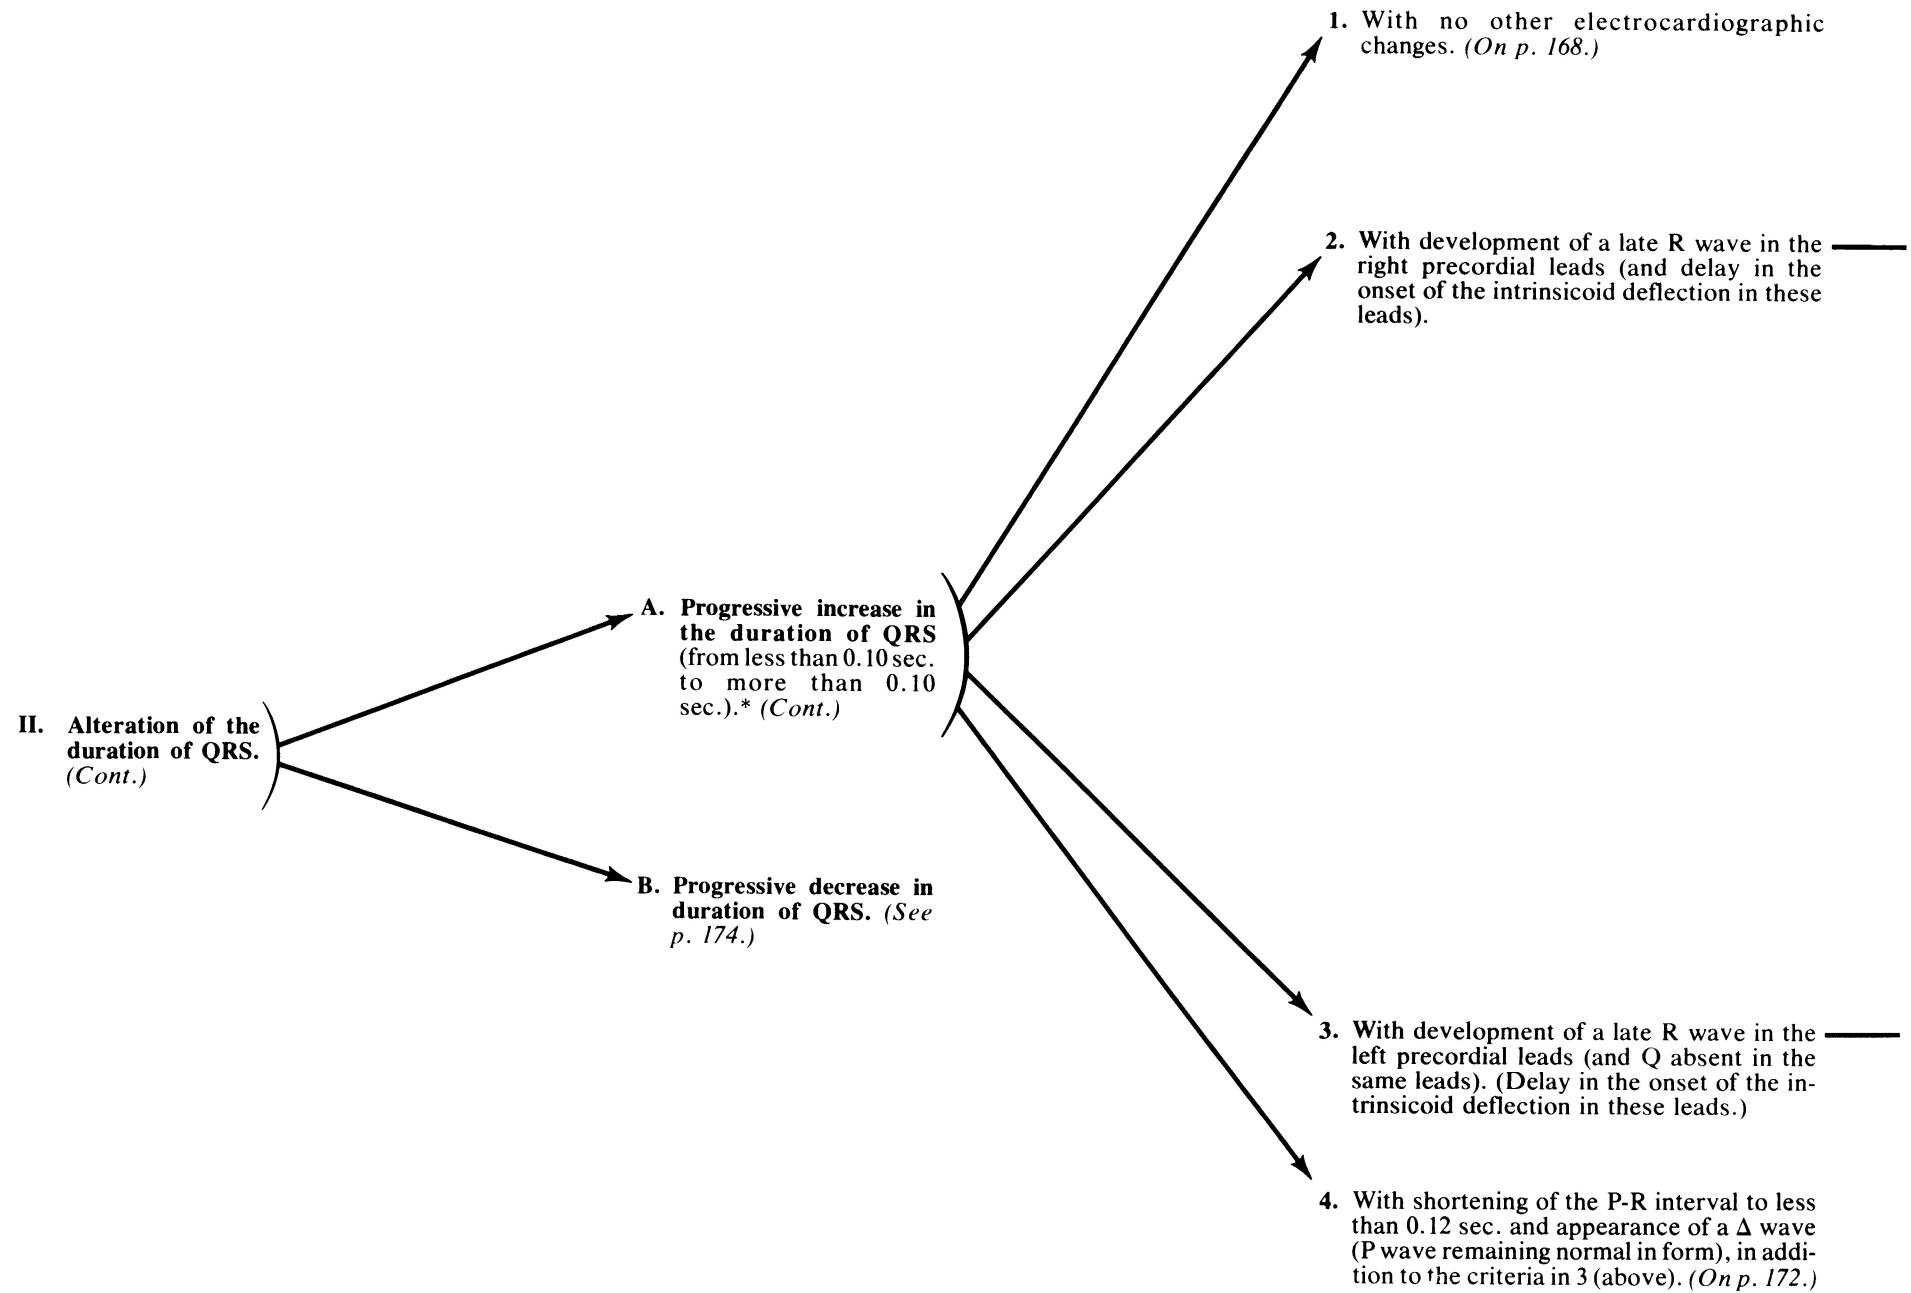 II. Alteration of the
duration of QRS.
(Cont.)
A. Progressive increase in
the duration of QRS
(from less than 0.10 sec.
to more than 0.10
sec.).* (Cont.)
B. Progressive decrease in
duration of QRS. (See
p. 174.)
1. With no other electrocardiographic
changes. (On p. 168.)
2. With development of a late R wave in the
right precordial leads (and delay in the
onset of the intrinsicoid deflection in these
leads).
3. With development of a late R wave in the
left precordial leads (and Q absent in the
same leads). (Delay in the onset of the in-
trinsicoid deflection in these leads.)
4. With shortening of the P-R interval to less
than 0.12 sec. and appearance of a Δ wave
(P wave remaining normal in form), in addi-
tion to the criteria in 3 (above). (On p. 172.)